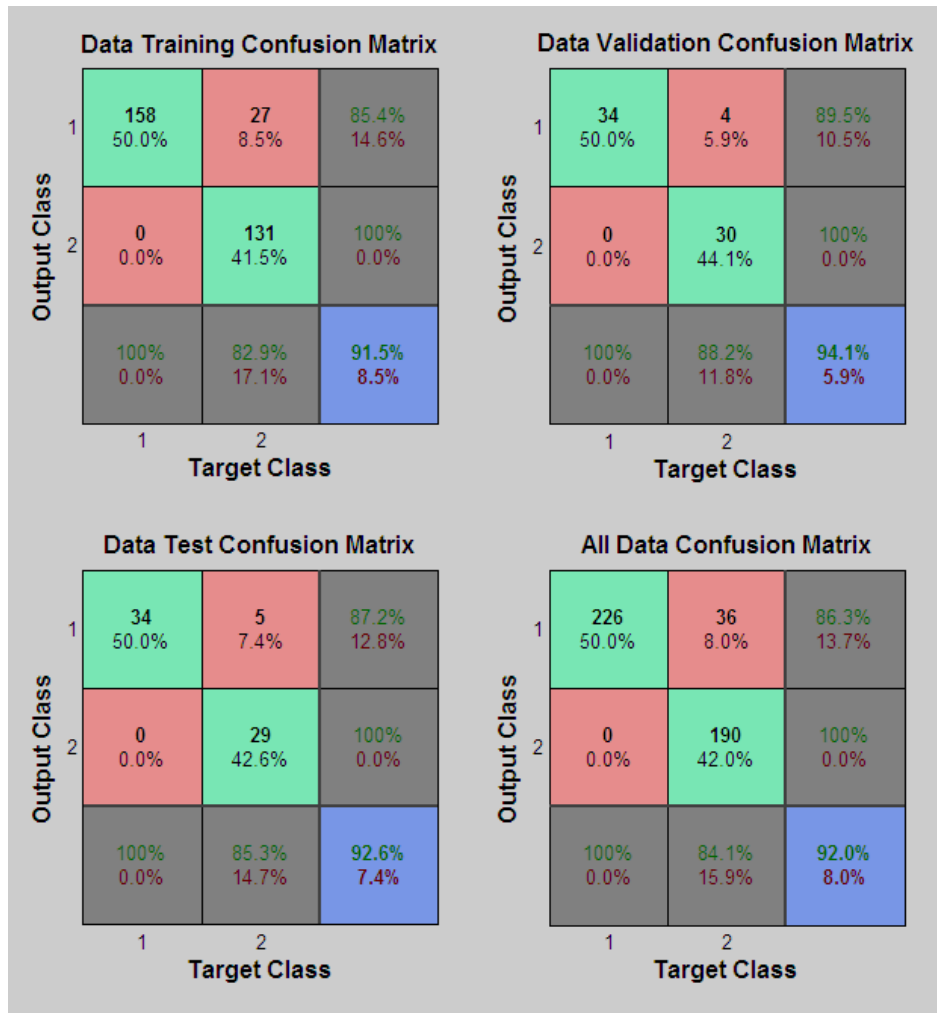 Data Training Confusion Matrix
Output Class
1
158 27 85.4%
50.0% 8.5% 14.6%
2
0 131 100%
0.0% 41.5% 0.0%
100% 82.9% 91.5%
0.0% 17.1% 8.5%
1 2
Target Class
Data Validation Confusion Matrix
Output Class
1
34 4 89.5%
50.0% 5.9% 10.5%
2
0 30 100%
0.0% 44.1% 0.0%
100% 88.2% 94.1%
0.0% 11.8% 5.9%
1 2
Target Class
Data Test Confusion Matrix
Output Class
1
34 5 87.2%
50.0% 7.4% 12.8%
2
0 29 100%
0.0% 42.6% 0.0%
100% 85.3% 92.6%
0.0% 14.7% 7.4%
1 2
Target Class
All Data Confusion Matrix
Output Class
1
226 36 86.3%
50.0% 8.0% 13.7%
2
0 190 100%
0.0% 42.0% 0.0%
100% 84.1% 92.0%
0.0% 15.9% 8.0%
1 2
Target Class